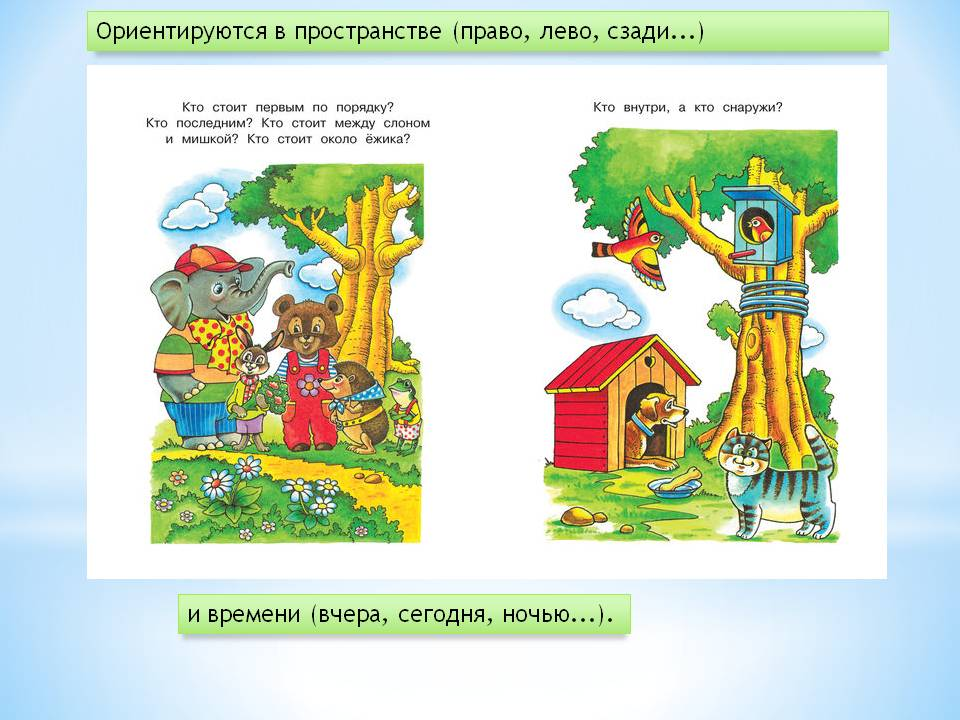 Ориентируются в пространстве (право, лево, сзади...)
Кто стоит первым по порядку?
Кто последним? Кто стоит между слоном
и мишкой? Кто стоит около ёжика?
Кто внутри, а кто снаружи?
и времени (вчера, сегодня, ночью...).